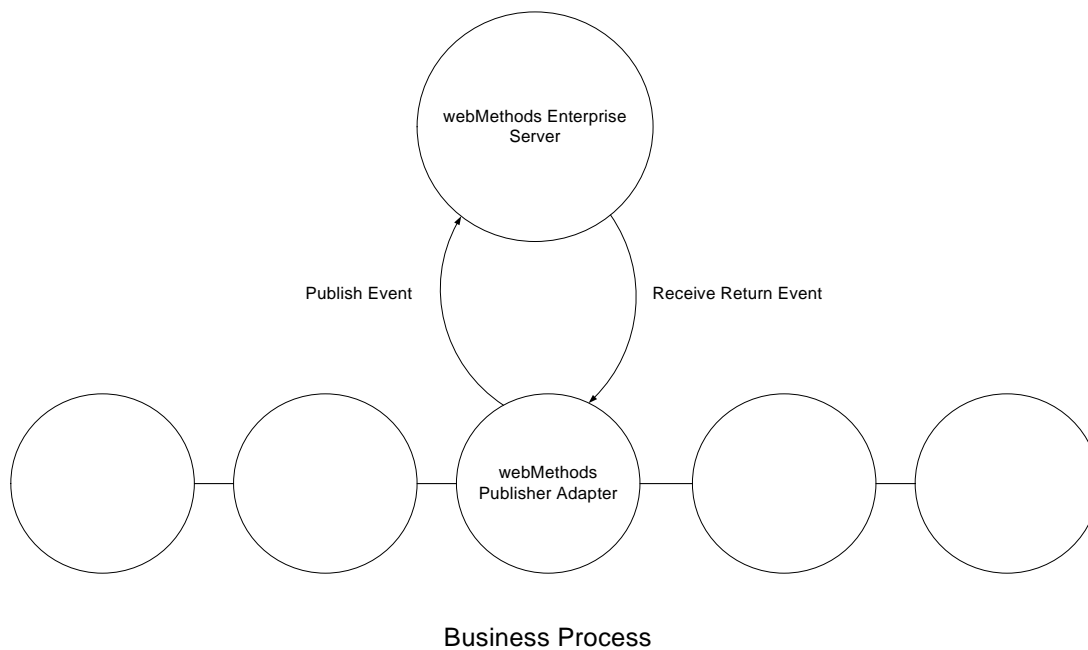 webMethods Enterprise
Server
Publish Event
Receive Return Event
webMethods
Publisher Adapter
Business Process